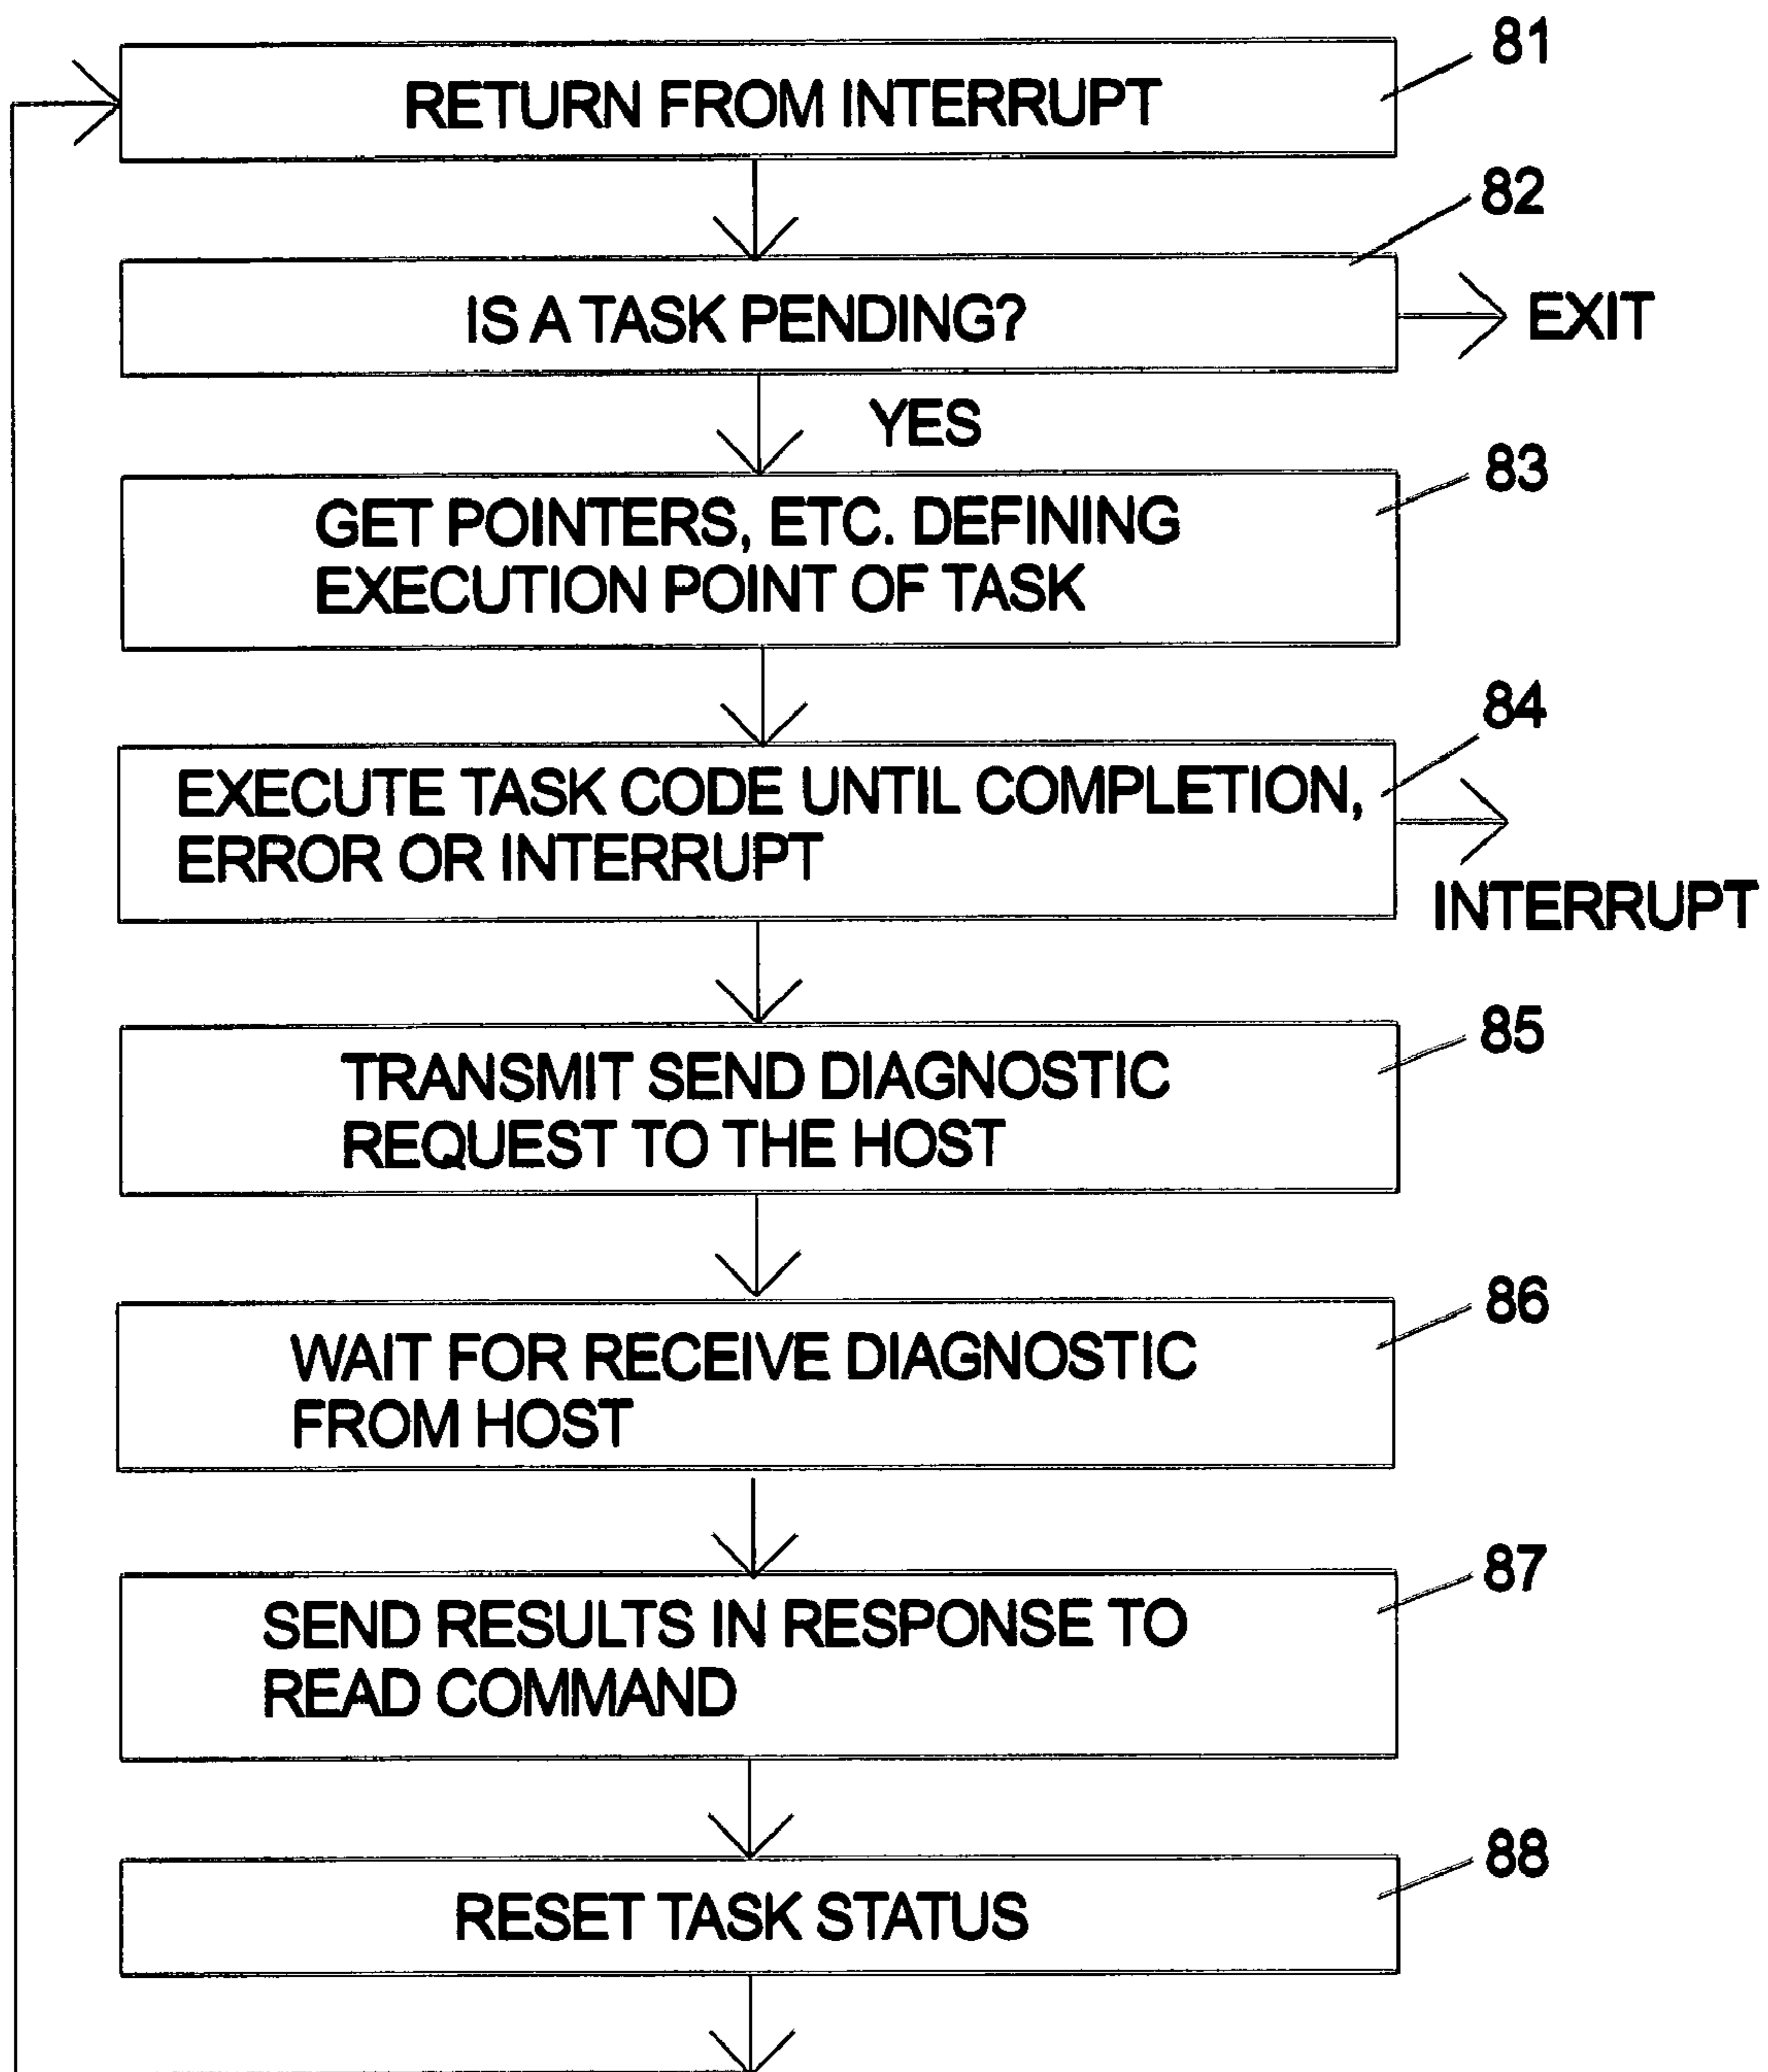 81
RETURN FROM INTERRUPT
82
IS A TASK PENDING?
EXIT
YES
83
GET POINTERS, ETC. DEFINING
EXECUTION POINT OF TASK
84
EXECUTE TASK CODE UNTIL COMPLETION,
ERROR OR INTERRUPT
INTERRUPT
85
TRANSMIT SEND DIAGNOSTIC
REQUEST TO THE HOST
86
WAIT FOR RECEIVE DIAGNOSTIC
FROM HOST
87
SEND RESULTS IN RESPONSE TO
READ COMMAND
88
RESET TASK STATUS